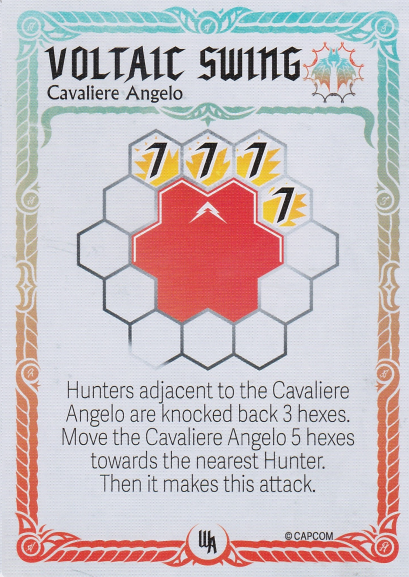 VOLTAIC SWING
Cavaliere Angelo
7 7 7
7
Hunters adjacent to the Cavaliere
Angelo are knocked back 3 hexes.
Move the Cavaliere Angelo 5 hexes
towards the nearest Hunter.
Then it makes this attack.
©CAPCOM